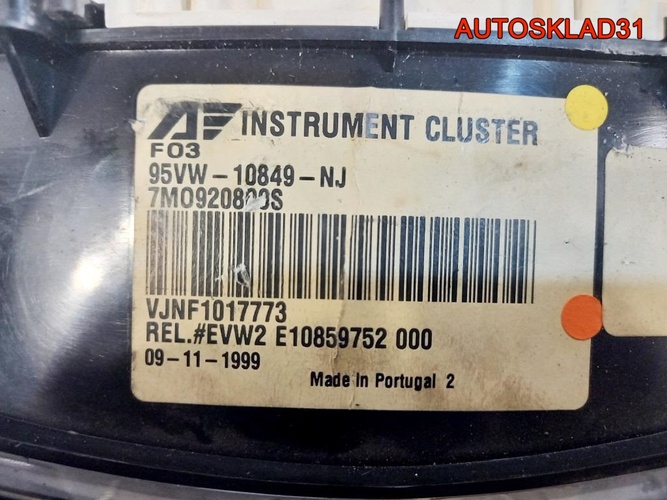 AUTOSKLAD31
AF INSTRUMENT CLUSTER
F03
95VW-10849-NJ
VJNF1017773
REL.#EVW2 E10859752 000
09-11-1999
Made in Portugal 2